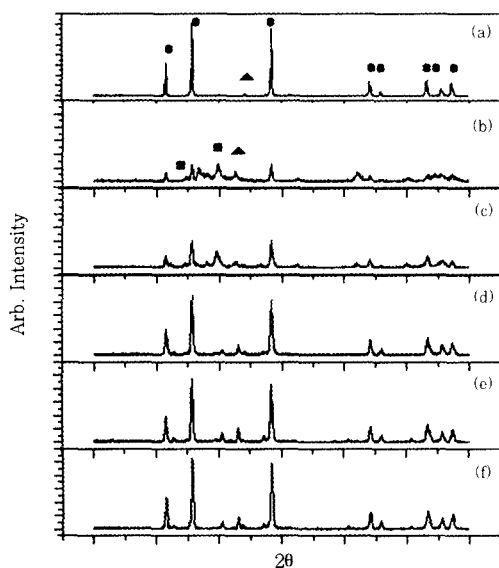 (a)
(b)
(c)
(d)
(e)
(f)
Arb. Intensity
2θ